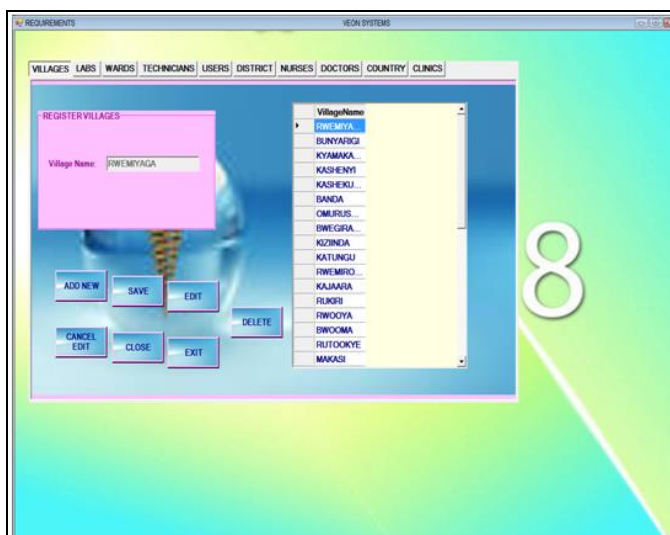 REQUIREMENTS
VEON SYSTEMS
VILLAGES LABS WARDS TECHNICIANS USERS DISTRICT NURSES DOCTORS COUNTRY CLINICS
REGISTER VILLAGES
Village Name:
RWEMIYAGA
VillageName
RWEMIYA...
BUNYARIGI
KYAMAKA...
KASHENYI
KASHEKU...
BANDA
OMURUS...
BWEGIRA...
KIZIINDA
KATUNGU
RWEMIRO...
KAJAARA
RUKIRI
RWOOYA
BWOOMA
RUTOOKYE
MAKASI
ADD NEW
SAVE
EDIT
DELETE
CANCEL
EDIT
CLOSE
EXIT
8